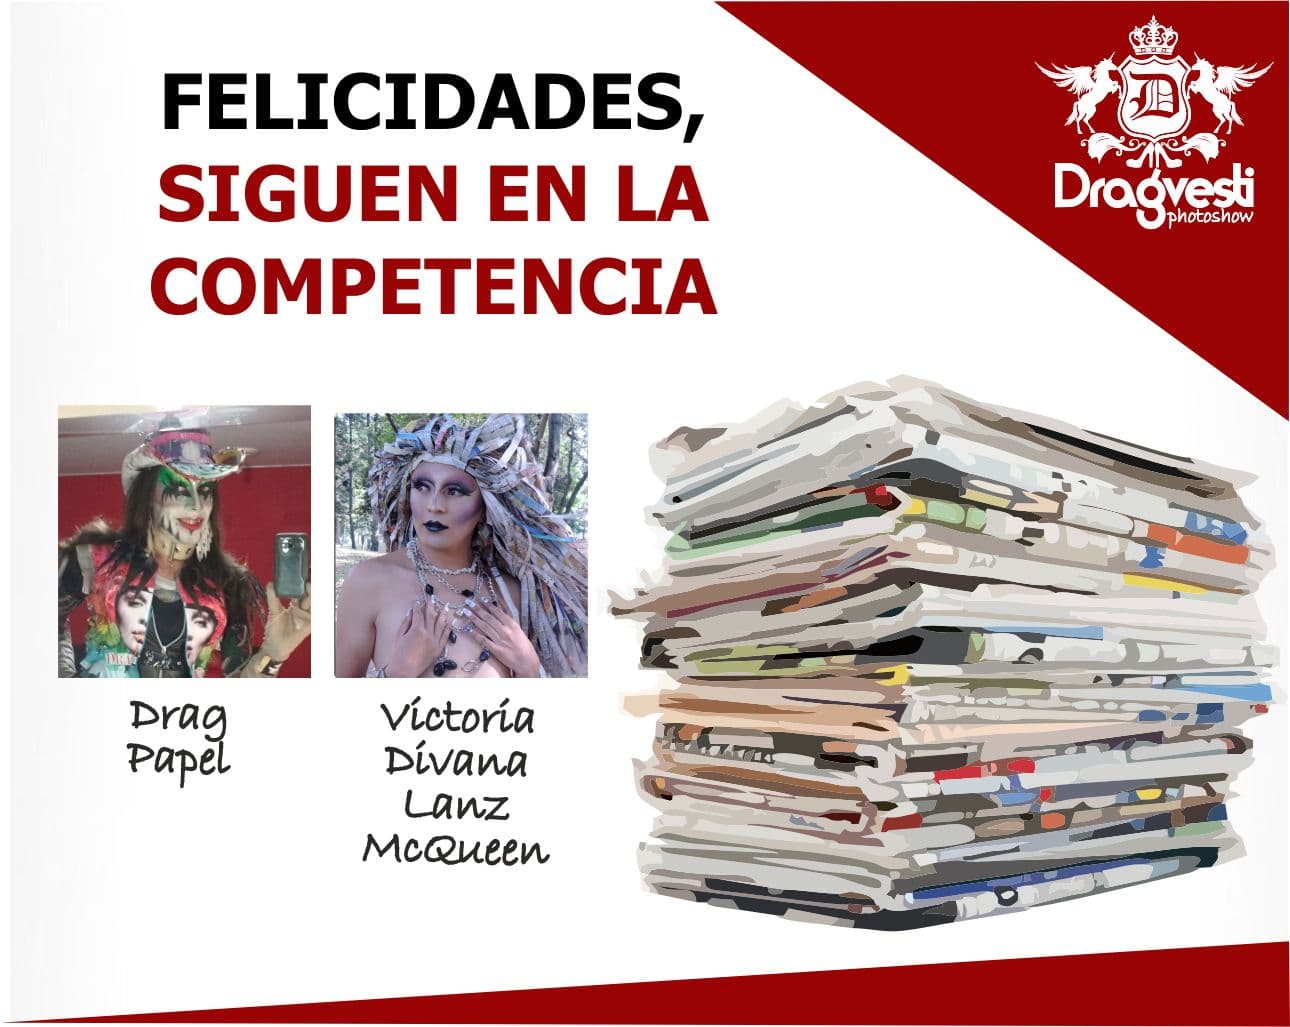 FELICIDADES,
SIGUEN EN LA
COMPETENCIA
D
Dragvesti
photoshow
Drag
Papel
Victoria
Divana
Lanz
McQueen